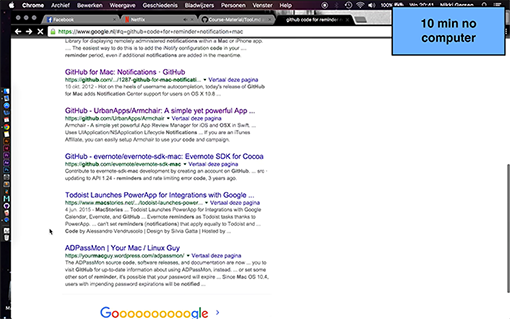 Chrome Archief Bewerken Weergave Geschiedenis Bladwijzers Personen Venster
Facebook Netflix Course-Material/Tool.md github code for reminder
https://www.google.nl/#q=github+code+for+reminder+notification+mac
10 min no
computer
Library for displaying remotely administered notifications within a Mac or iPhone app.
.... The easiest way to do this is to add the iNotify configuration code in your ....
reminder period, even if additional notifications are added in the meantime.
GitHub for Mac: Notifications · GitHub
https://github.com/.../1287-github-for-mac-notificati... Vertaal deze pagina
10 okt. 2012 - Hot on the heels of username autocompletion, today's release of GitHub
for Mac adds Notification Center support for users on OS X 10.8 ...
GitHub - UrbanApps/Armchair: A simple yet powerful App ...
https://github.com/UrbanApps/Armchair Vertaal deze pagina
Armchair - A simple yet powerful App Review Manager for iOS and OSX in Swift. ...
Uses UIApplication/NSApplication Lifecycle Notifications ... If you are an iTunes
Affiliate, you can easily setup Armchair to use your code and campaign.
GitHub - evernote/evernote-sdk-mac: Evernote SDK for Cocoa
https://github.com/evernote/evernote-sdk-mac Vertaal deze pagina
Contribute to evernote-sdk-mac development by creating an account on GitHub. ... src ·
updating to API 1.24 - reminders and rate limiting error code, 3 years ago.
Todoist Launches PowerApp for Integrations with Google ...
https://www.macstories.net/.../todoist-launches-power... Vertaal deze pagina
4 jun. 2015 - MacStories ... Todoist Launches PowerApp for Integrations with Google
Calendar, Evernote, and GitHub ... Evernote reminders as Todoist tasks thanks to
PowerApp. ... can't set reminders (notifications) that apply equally to Todoist and ...
Code by Alessandro Vendruscolo | Design by Silvia Gatta | Hosted by ...
ADPassMon | Your Mac / Linux Guy
https://yourmacguy.wordpress.com/adpassmon/ Vertaal deze pagina
The ADPassMon source code, software releases, and documentation are now ... you to
visit GitHub for up-to-date information about using ADPassMon, instead. ... or set some
other sort of reminder, it's possible that your password will expire... Since Mac OS 10.4,
users with impending password expirations will be notified ...
Goooooooooogle >